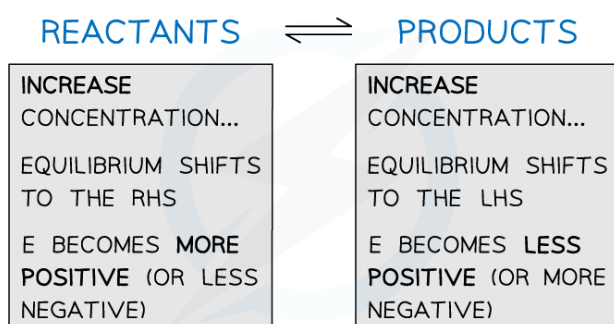 REACTANTS ⇌ PRODUCTS
INCREASE
CONCENTRATION...
EQUILIBRIUM SHIFTS
TO THE RHS
E BECOMES MORE
POSITIVE (OR LESS
NEGATIVE)
INCREASE
CONCENTRATION...
EQUILIBRIUM SHIFTS
TO THE LHS
E BECOMES LESS
POSITIVE (OR MORE
NEGATIVE)